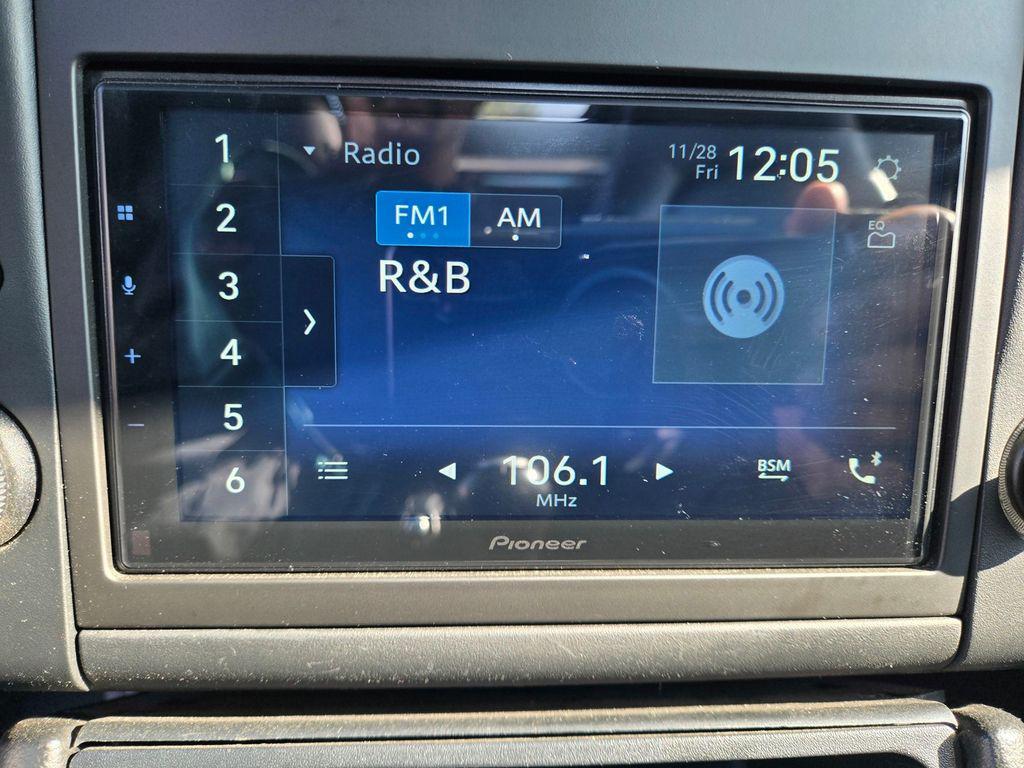 1
2
3
4
5
6
Radio
11/28
Fri
12:05
FM1
AM
EQ
R&B
106.1
MHz
BSM
Pioneer